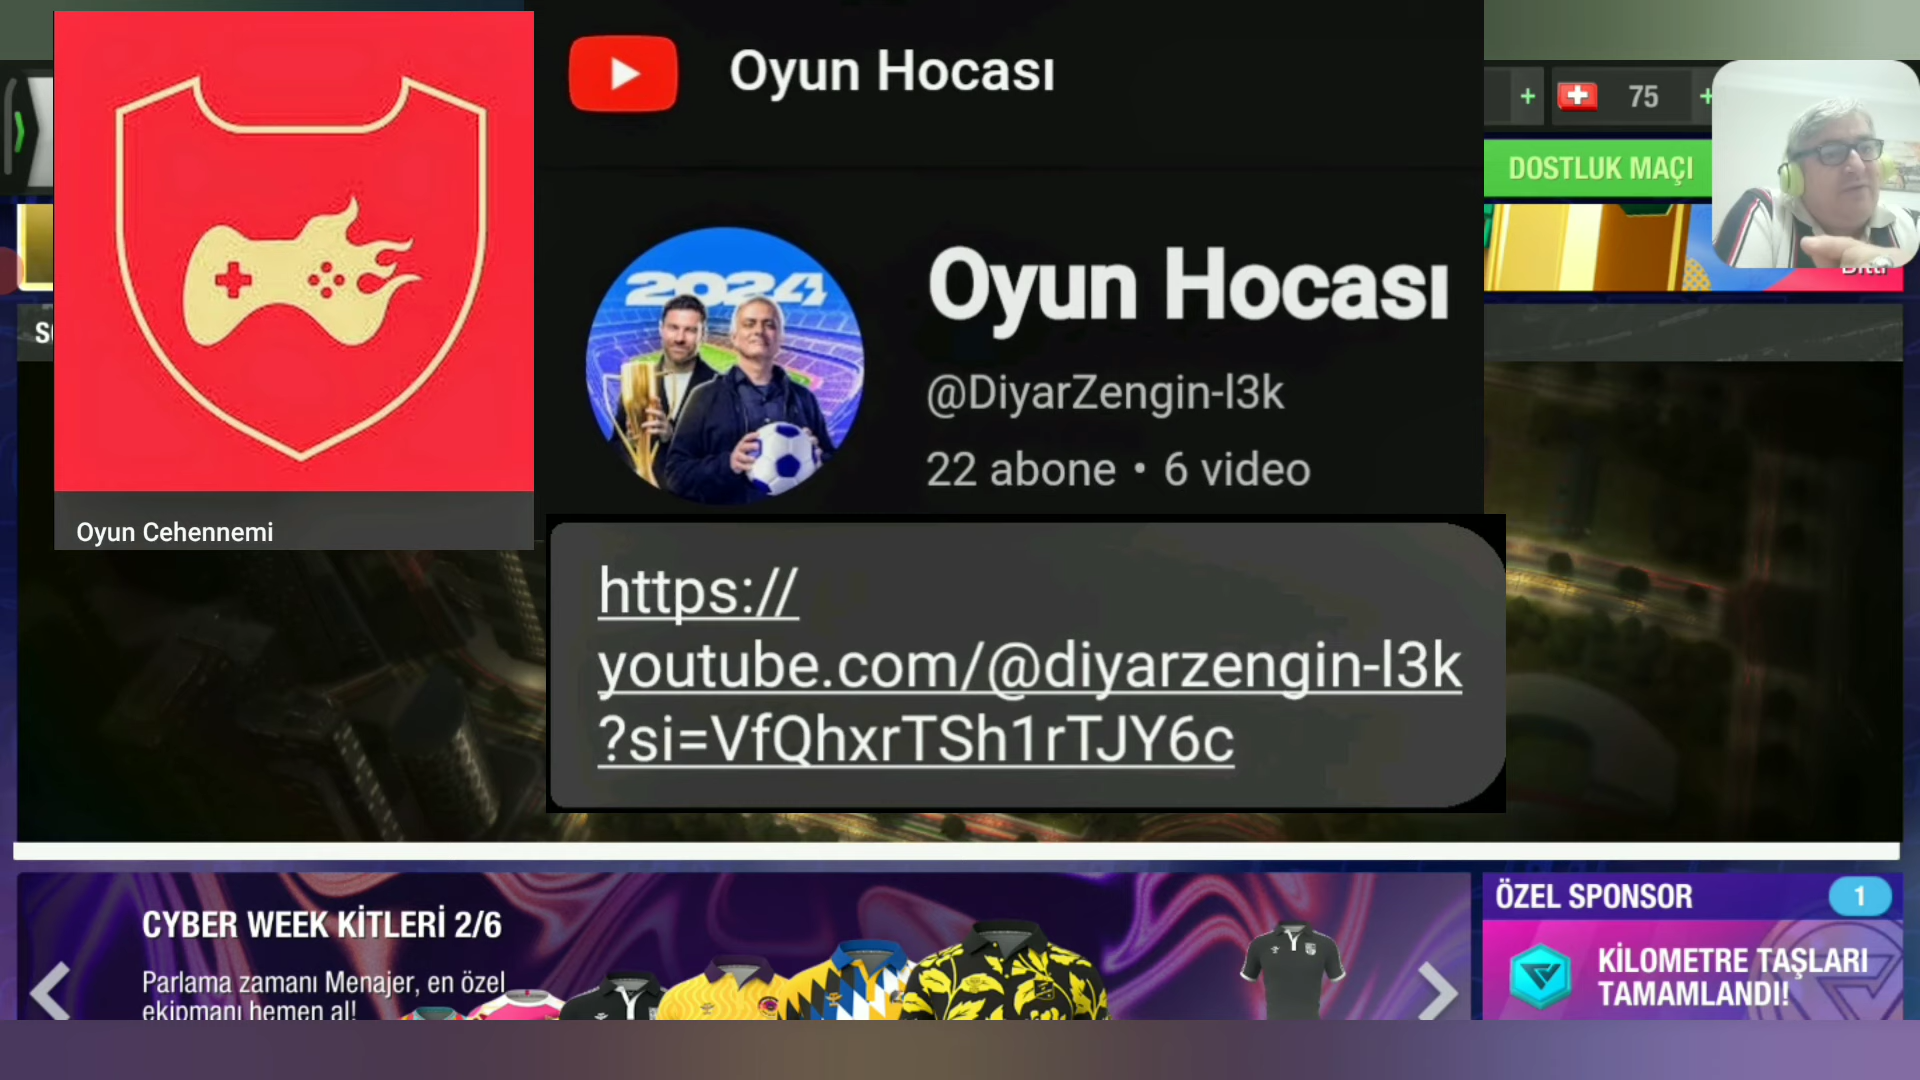 Oyun Cehennemi
Oyun Hocası
2024
Oyun Hocası
@DiyarZengin-l3k
22 abone • 6 video
https://
youtube.com/@diyarzengin-l3k
?si=VfQhxrTSh1rTJY6c
+
75
+
DOSTLUK MAÇI
Bitti
CYBER WEEK KİTLERİ 2/6
Parlama zamanı Menajer, en özel
ekipmanı hemen al!
ÖZEL SPONSOR
1
KİLOMETRE TAŞLARI
TAMAMLANDI!